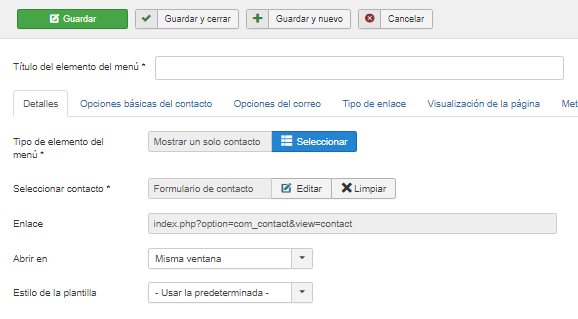 Guardar Guardar y cerrar Guardar y nuevo Cancelar
Título del elemento del menú *
Detalles Opciones básicas del contacto Opciones del correo Tipo de enlace Visualización de la página Met
Tipo de elemento del
menú * Mostrar un solo contacto Seleccionar
Seleccionar contacto * Formulario de contacto Editar Limpiar
Enlace index.php?option=com_contact&view=contact
Abrir en Misma ventana
Estilo de la plantilla - Usar la predeterminada -